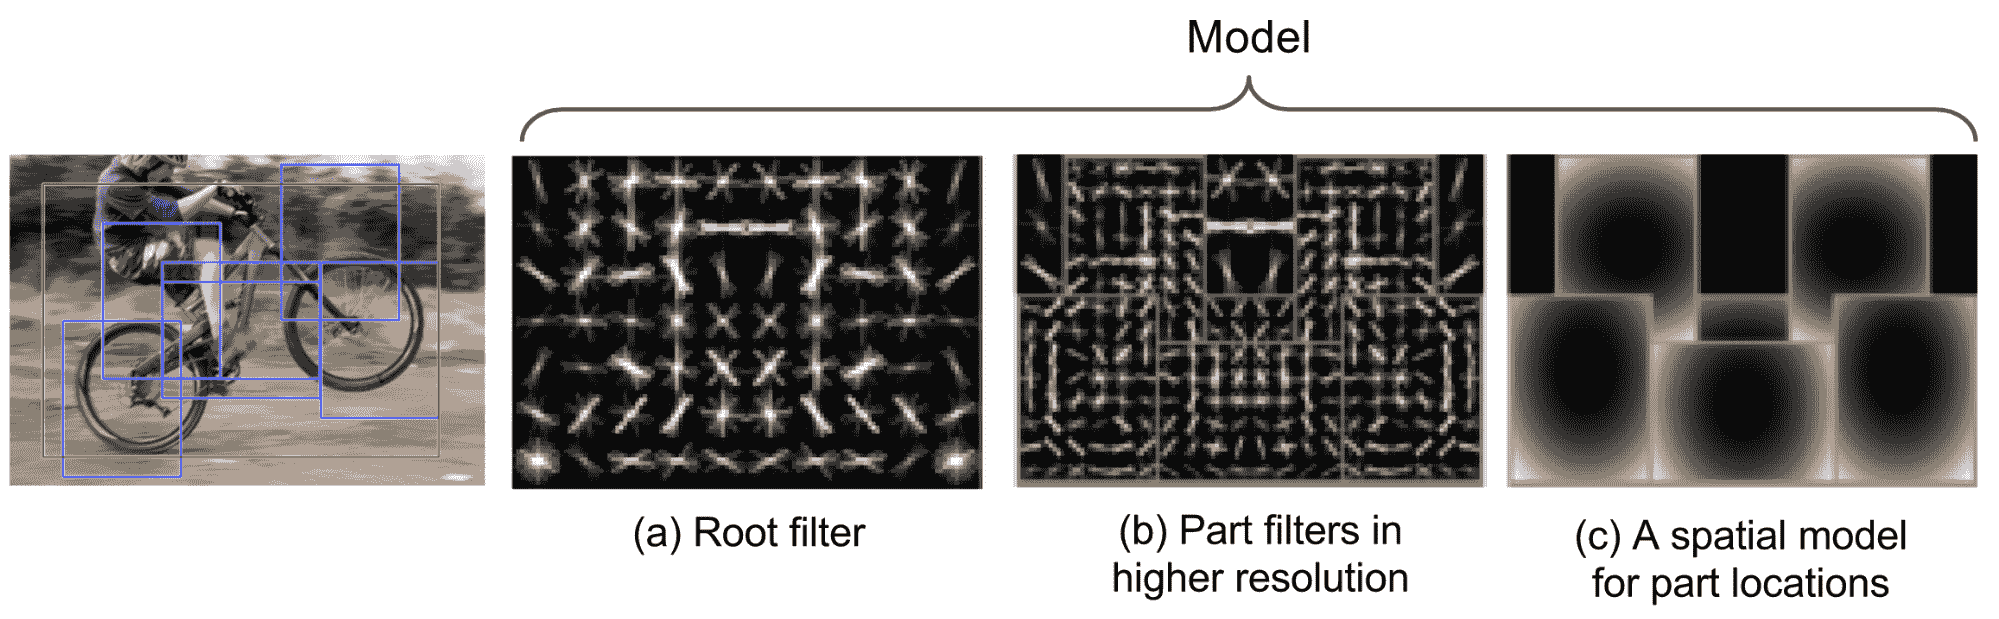 Model
(a) Root filter
(b) Part filters in
higher resolution
(c) A spatial model
for part locations